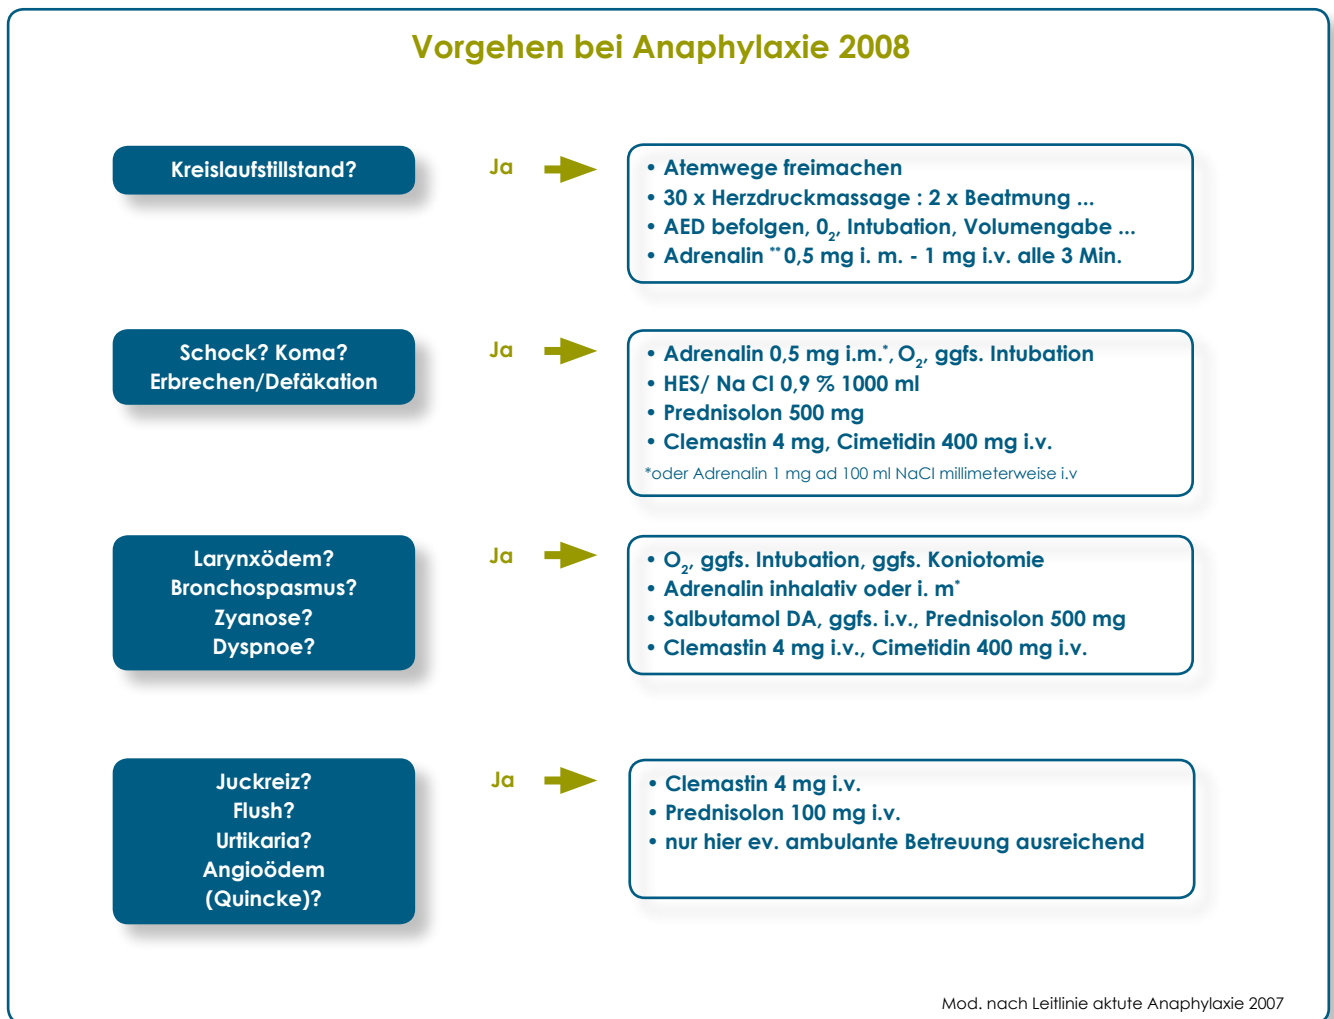 Vorgehen bei Anaphylaxie 2008
Kreislaufstillstand?
Ja
• Atemwege freimachen
• 30 x Herzdruckmassage : 2 x Beatmung ...
• AED befolgen, 0₂, Intubation, Volumengabe ...
• Adrenalin ** 0,5 mg i. m. - 1 mg i.v. alle 3 Min.
Schock? Koma?
Erbrechen/Defäkation
Ja
• Adrenalin 0,5 mg i.m.*, O₂, ggfs. Intubation
• HES/ Na Cl 0,9 % 1000 ml
• Prednisolon 500 mg
• Clemastin 4 mg, Cimetidin 400 mg i.v.
*oder Adrenalin 1 mg ad 100 ml NaCl millimeterweise i.v
Larynxödem?
Bronchospasmus?
Zyanose?
Dyspnoe?
Ja
• O₂, ggfs. Intubation, ggfs. Koniotomie
• Adrenalin inhalativ oder i. m*
• Salbutamol DA, ggfs. i.v., Prednisolon 500 mg
• Clemastin 4 mg i.v., Cimetidin 400 mg i.v.
Juckreiz?
Flush?
Urtikaria?
Angioödem
(Quincke)?
Ja
• Clemastin 4 mg i.v.
• Prednisolon 100 mg i.v.
• nur hier ev. ambulante Betreuung ausreichend
Mod. nach Leitlinie aktute Anaphylaxie 2007